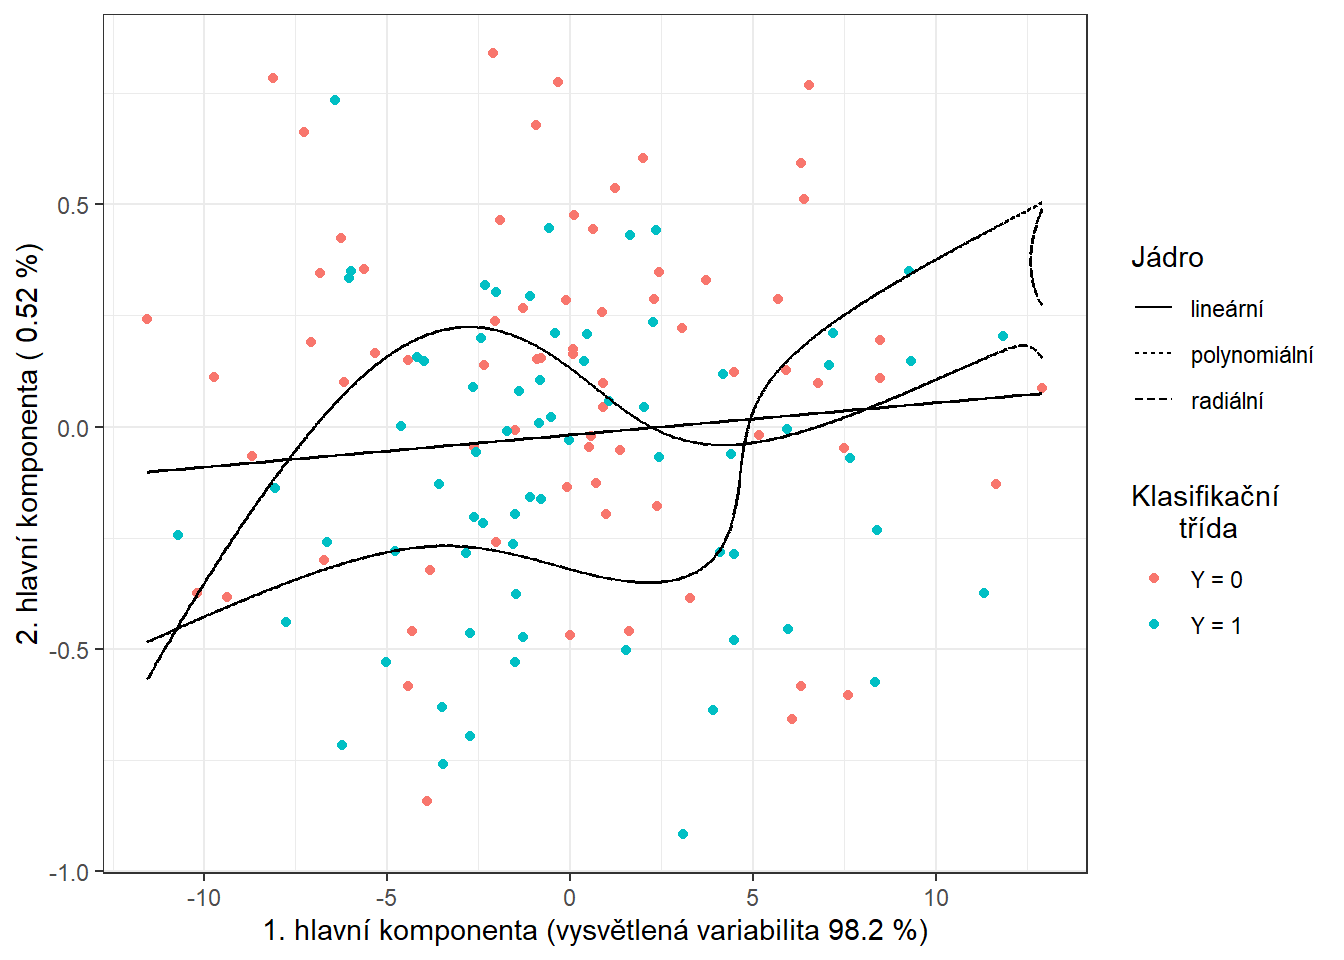 0.5
0.0
-0.5
-1.0
2. hlavní komponenta ( 0.52 %)
-10
-5
0
5
10
1. hlavní komponenta (vysvětlená variabilita 98.2 %)
Jádro
lineární
polynomiální
radiální
Klasifikační
třída
Y = 0
Y = 1